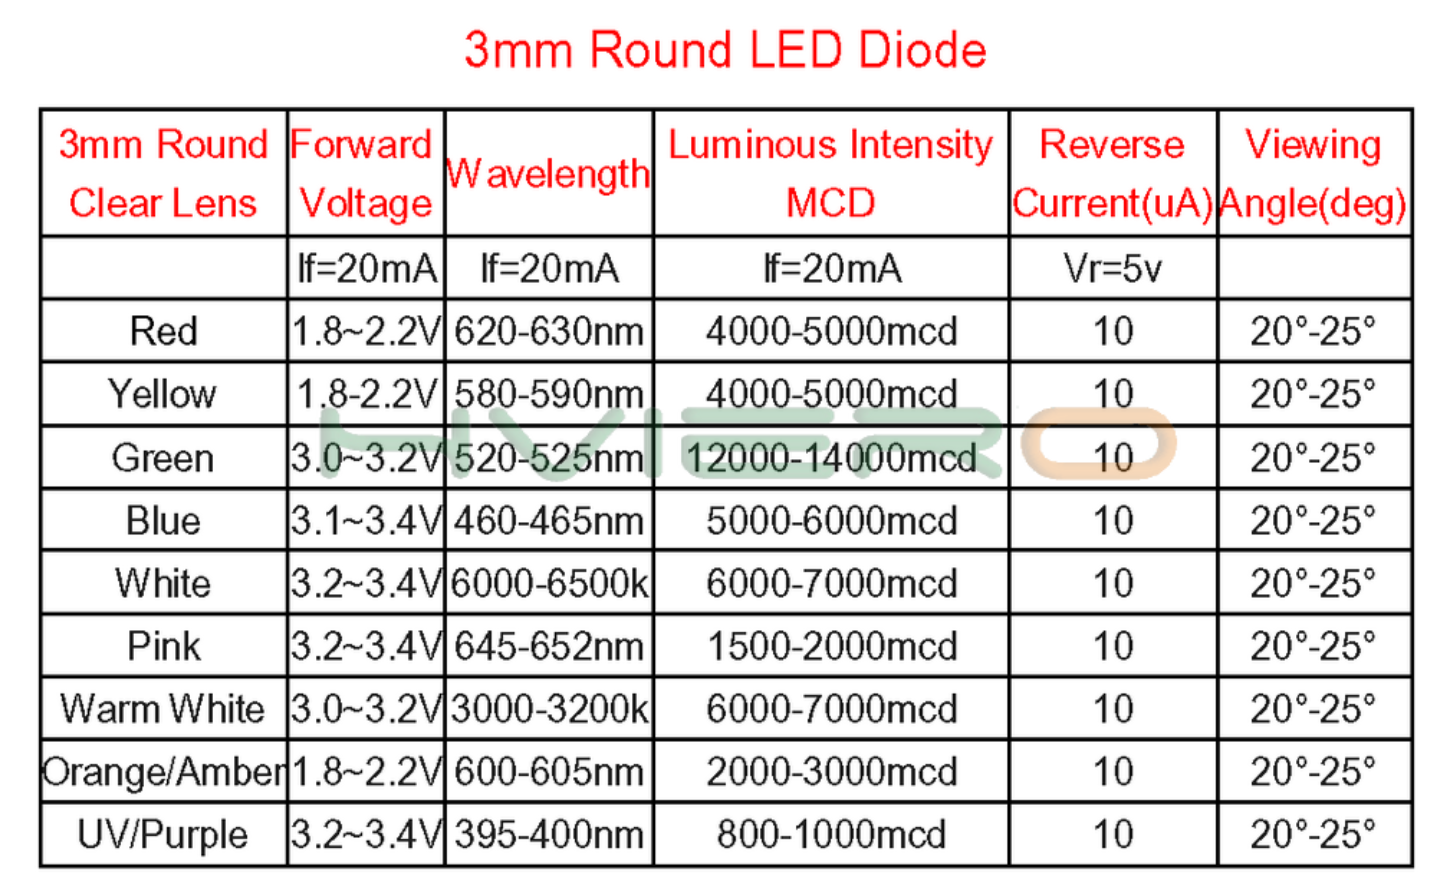 3mm Round LED Diode
3mm Round Clear Lens Forward Voltage Wavelength Luminous Intensity MCD Reverse Current(uA) Viewing Angle(deg)
If=20mA If=20mA If=20mA Vr=5v
Red 1.8~2.2V 620-630nm 4000-5000mcd 10 20°-25°
Yellow 1.8-2.2V 580-590nm 4000-5000mcd 10 20°-25°
HVIERO
Green 3.0~3.2V 520-525nm 12000-14000mcd 10 20°-25°
Blue 3.1~3.4V 460-465nm 5000-6000mcd 10 20°-25°
White 3.2~3.4V 6000-6500k 6000-7000mcd 10 20°-25°
Pink 3.2~3.4V 645-652nm 1500-2000mcd 10 20°-25°
Warm White 3.0~3.2V 3000-3200k 6000-7000mcd 10 20°-25°
Orange/Amber 1.8~2.2V 600-605nm 2000-3000mcd 10 20°-25°
UV/Purple 3.2~3.4V 395-400nm 800-1000mcd 10 20°-25°